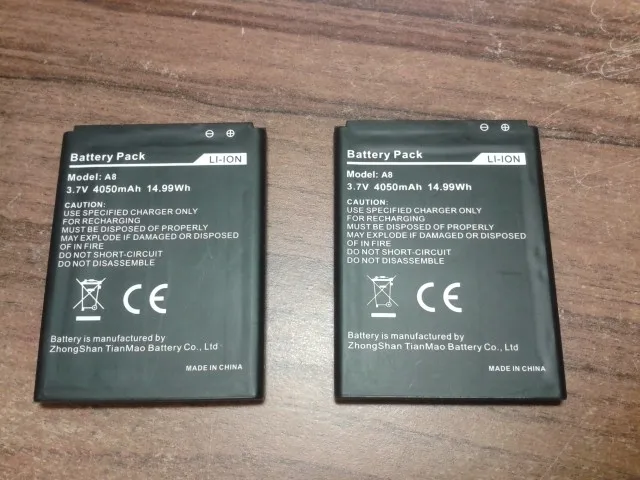 ⊖ ⊕
Battery Pack
LI-ION
Model: A8
3.7V 4050mAh 14.99Wh
CAUTION:
USE SPECIFIED CHARGER ONLY
FOR RECHARGING
MUST BE DISPOSED OF PROPERLY
MAY EXPLODE IF DAMAGED OR DISPOSED
OF IN FIRE
DO NOT SHORT-CIRCUIT
DO NOT DISASSEMBLE
CE
Battery is manufactured by
ZhongShan TianMao Battery Co., Ltd
MADE IN CHINA
⊖ ⊕
Battery Pack
LI-ION
Model: A8
3.7V 4050mAh 14.99Wh
CAUTION:
USE SPECIFIED CHARGER ONLY
FOR RECHARGING
MUST BE DISPOSED OF PROPERLY
MAY EXPLODE IF DAMAGED OR DISPOSED
OF IN FIRE
DO NOT SHORT-CIRCUIT
DO NOT DISASSEMBLE
CE
Battery is manufactured by
ZhongShan TianMao Battery Co., Ltd
MADE IN CHINA